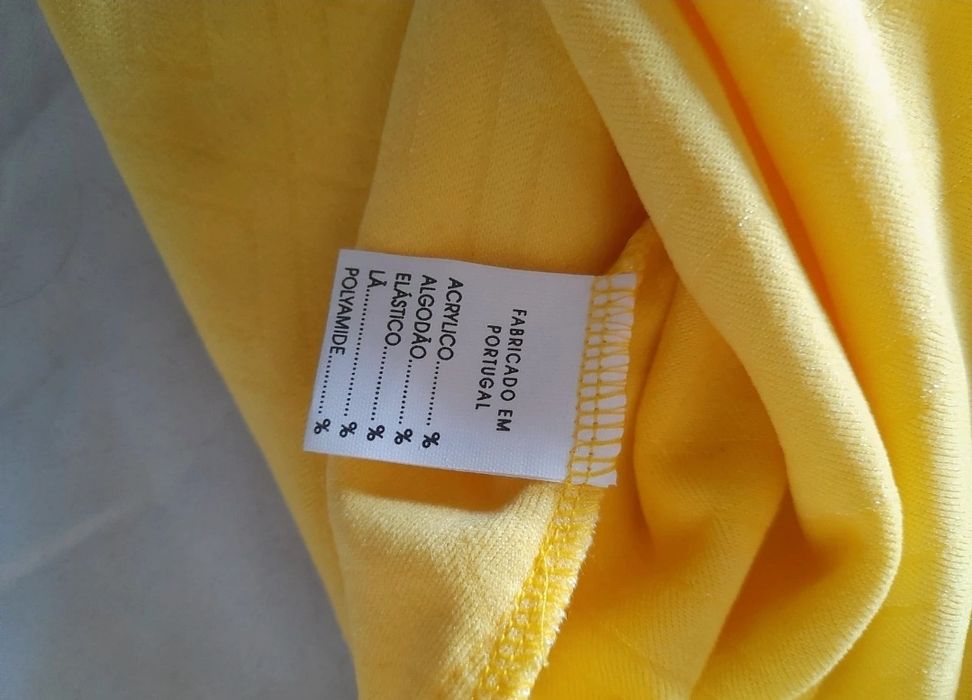 FABRICADO EM
PORTUGAL
ACRYLICO............... %
ALGODÃO............... %
ELÁSTICO............... %
LÃ........................... %
POLYAMIDE............ %